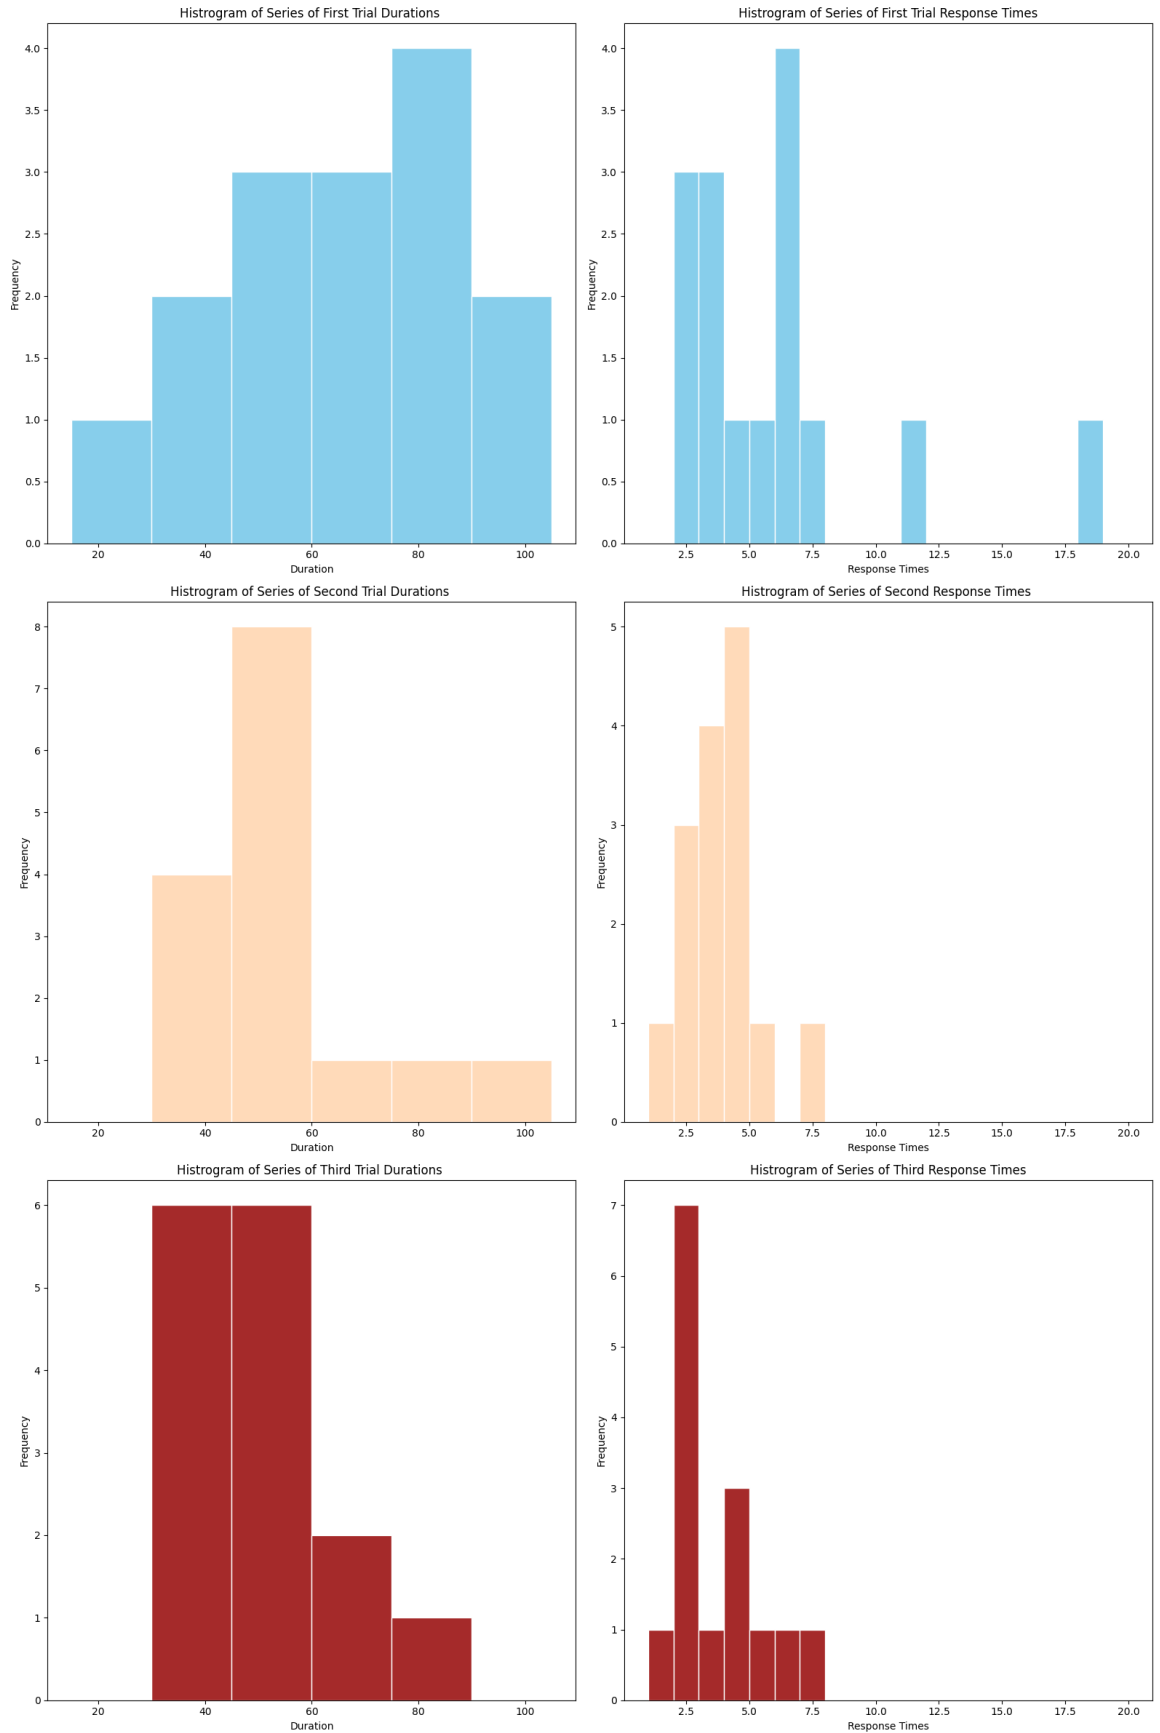 Histrogram of Series of First Trial Durations
4.0
3.5
3.0
2.5
2.0
1.5
1.0
0.5
0.0
Frequency
20 40 60 80 100
Duration
Histrogram of Series of First Trial Response Times
4.0
3.5
3.0
2.5
2.0
1.5
1.0
0.5
0.0
Frequency
2.5 5.0 7.5 10.0 12.5 15.0 17.5 20.0
Response Times
Histrogram of Series of Second Trial Durations
8
7
6
5
4
3
2
1
0
Frequency
20 40 60 80 100
Duration
Histrogram of Series of Second Response Times
5
4
3
2
1
0
Frequency
2.5 5.0 7.5 10.0 12.5 15.0 17.5 20.0
Response Times
Histrogram of Series of Third Trial Durations
6
5
4
3
2
1
0
Frequency
20 40 60 80 100
Duration
Histrogram of Series of Third Response Times
7
6
5
4
3
2
1
0
Frequency
2.5 5.0 7.5 10.0 12.5 15.0 17.5 20.0
Response Times